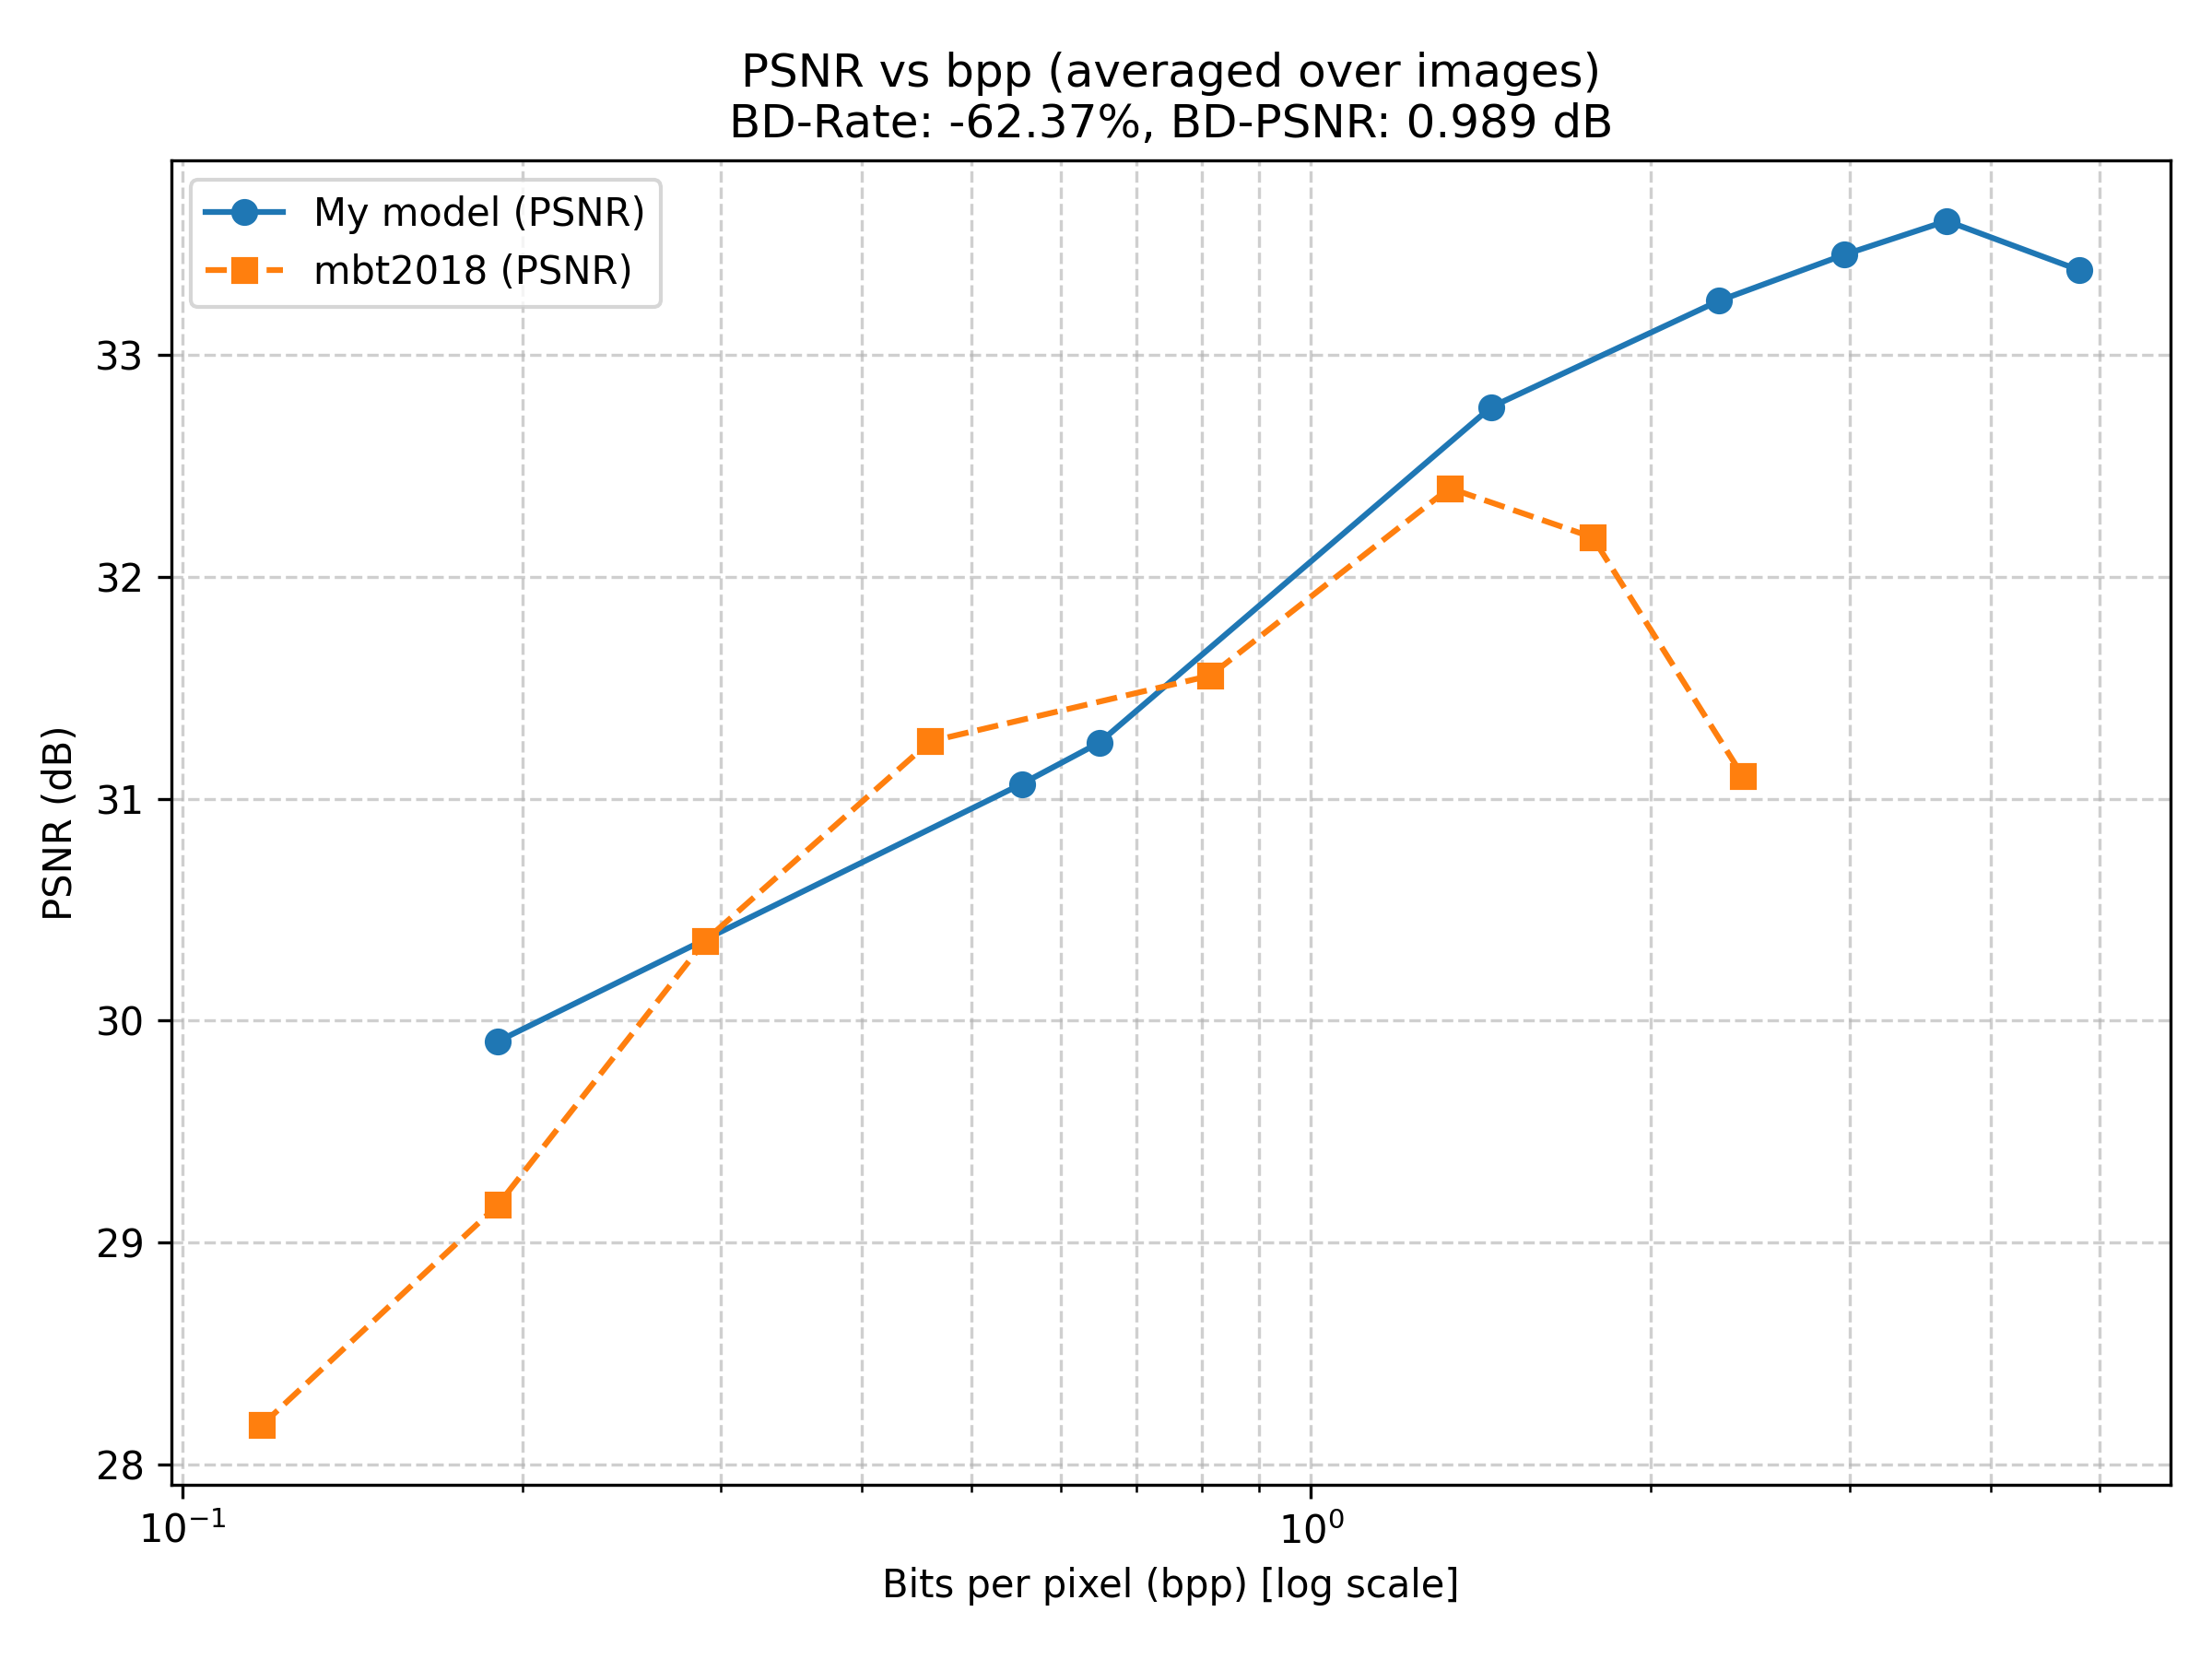 PSNR vs bpp (averaged over images)
BD-Rate: -62.37%, BD-PSNR: 0.989 dB
My model (PSNR)
mbt2018 (PSNR)
PSNR (dB)
33
32
31
30
29
28
10⁻¹
10⁰
Bits per pixel (bpp) [log scale]